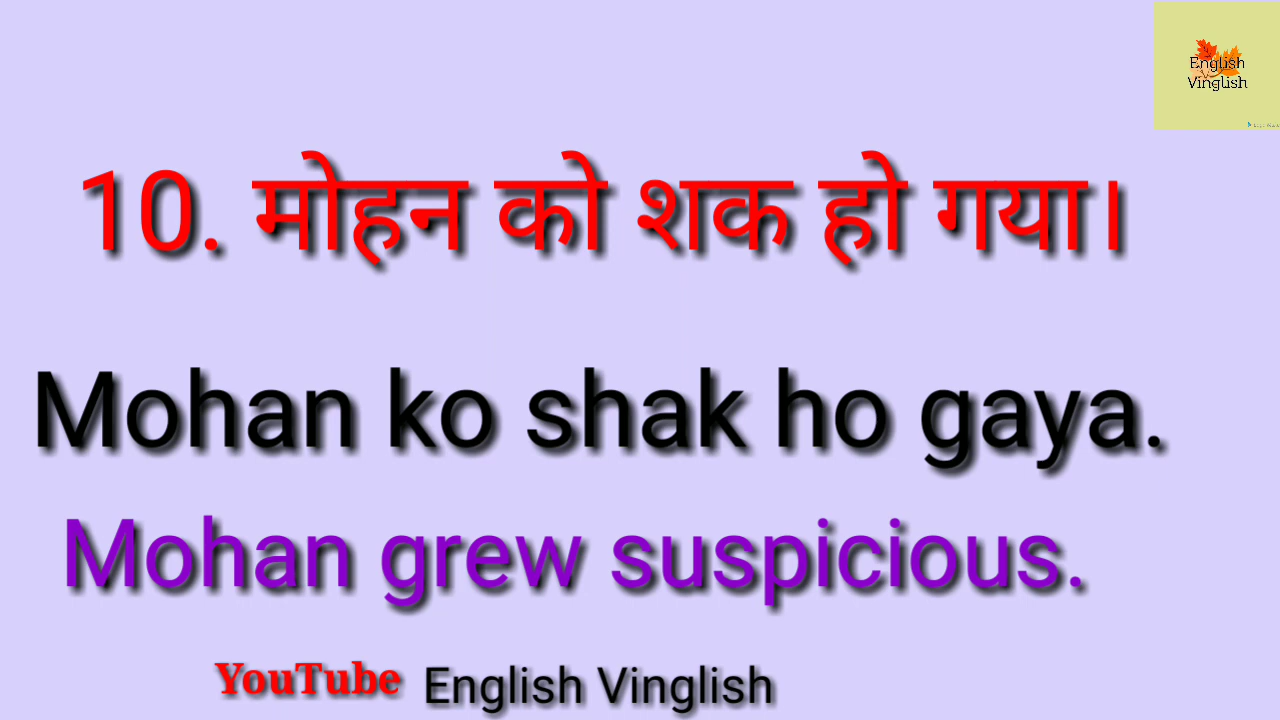 English
Vinglish
10. मोहन को शक हो गया।
Mohan ko shak ho gaya.
Mohan grew suspicious.
YouTube English Vinglish